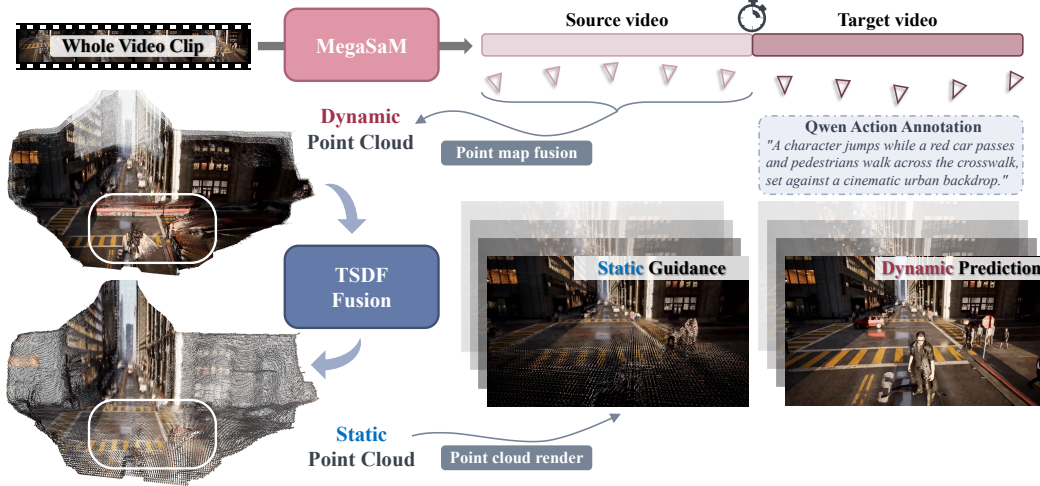 Whole Video Clip
MegaSaM
Source video
Target video
Dynamic
Point Cloud
Point map fusion
Qwen Action Annotation
"A character jumps while a red car passes
and pedestrians walk across the crosswalk,
set against a cinematic urban backdrop."
TSDF
Fusion
Static Guidance
Dynamic Prediction
Static
Point Cloud
Point cloud render